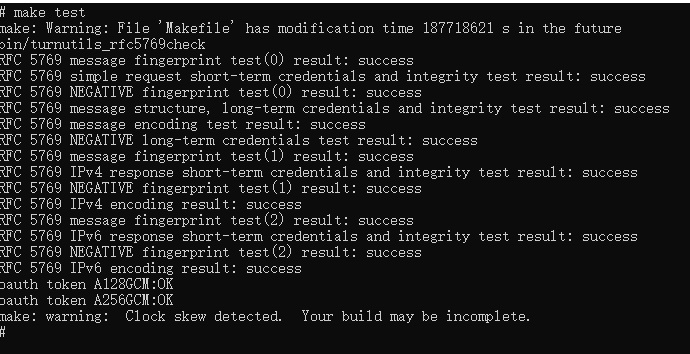 # make test
make: Warning: File 'Makefile' has modification time 187718621 s in the future
bin/turnutils_rfc5769check
RFC 5769 message fingerprint test(0) result: success
RFC 5769 simple request short-term credentials and integrity test result: success
RFC 5769 NEGATIVE fingerprint test(0) result: success
RFC 5769 message structure, long-term credentials and integrity test result: success
RFC 5769 message encoding test result: success
RFC 5769 NEGATIVE long-term credentials test result: success
RFC 5769 message fingerprint test(1) result: success
RFC 5769 IPv4 response short-term credentials and integrity test result: success
RFC 5769 NEGATIVE fingerprint test(1) result: success
RFC 5769 IPv4 encoding result: success
RFC 5769 message fingerprint test(2) result: success
RFC 5769 IPv6 response short-term credentials and integrity test result: success
RFC 5769 NEGATIVE fingerprint test(2) result: success
RFC 5769 IPv6 encoding result: success
oauth token A128GCM:OK
oauth token A256GCM:OK
make: warning:  Clock skew detected.  Your build may be incomplete.
#